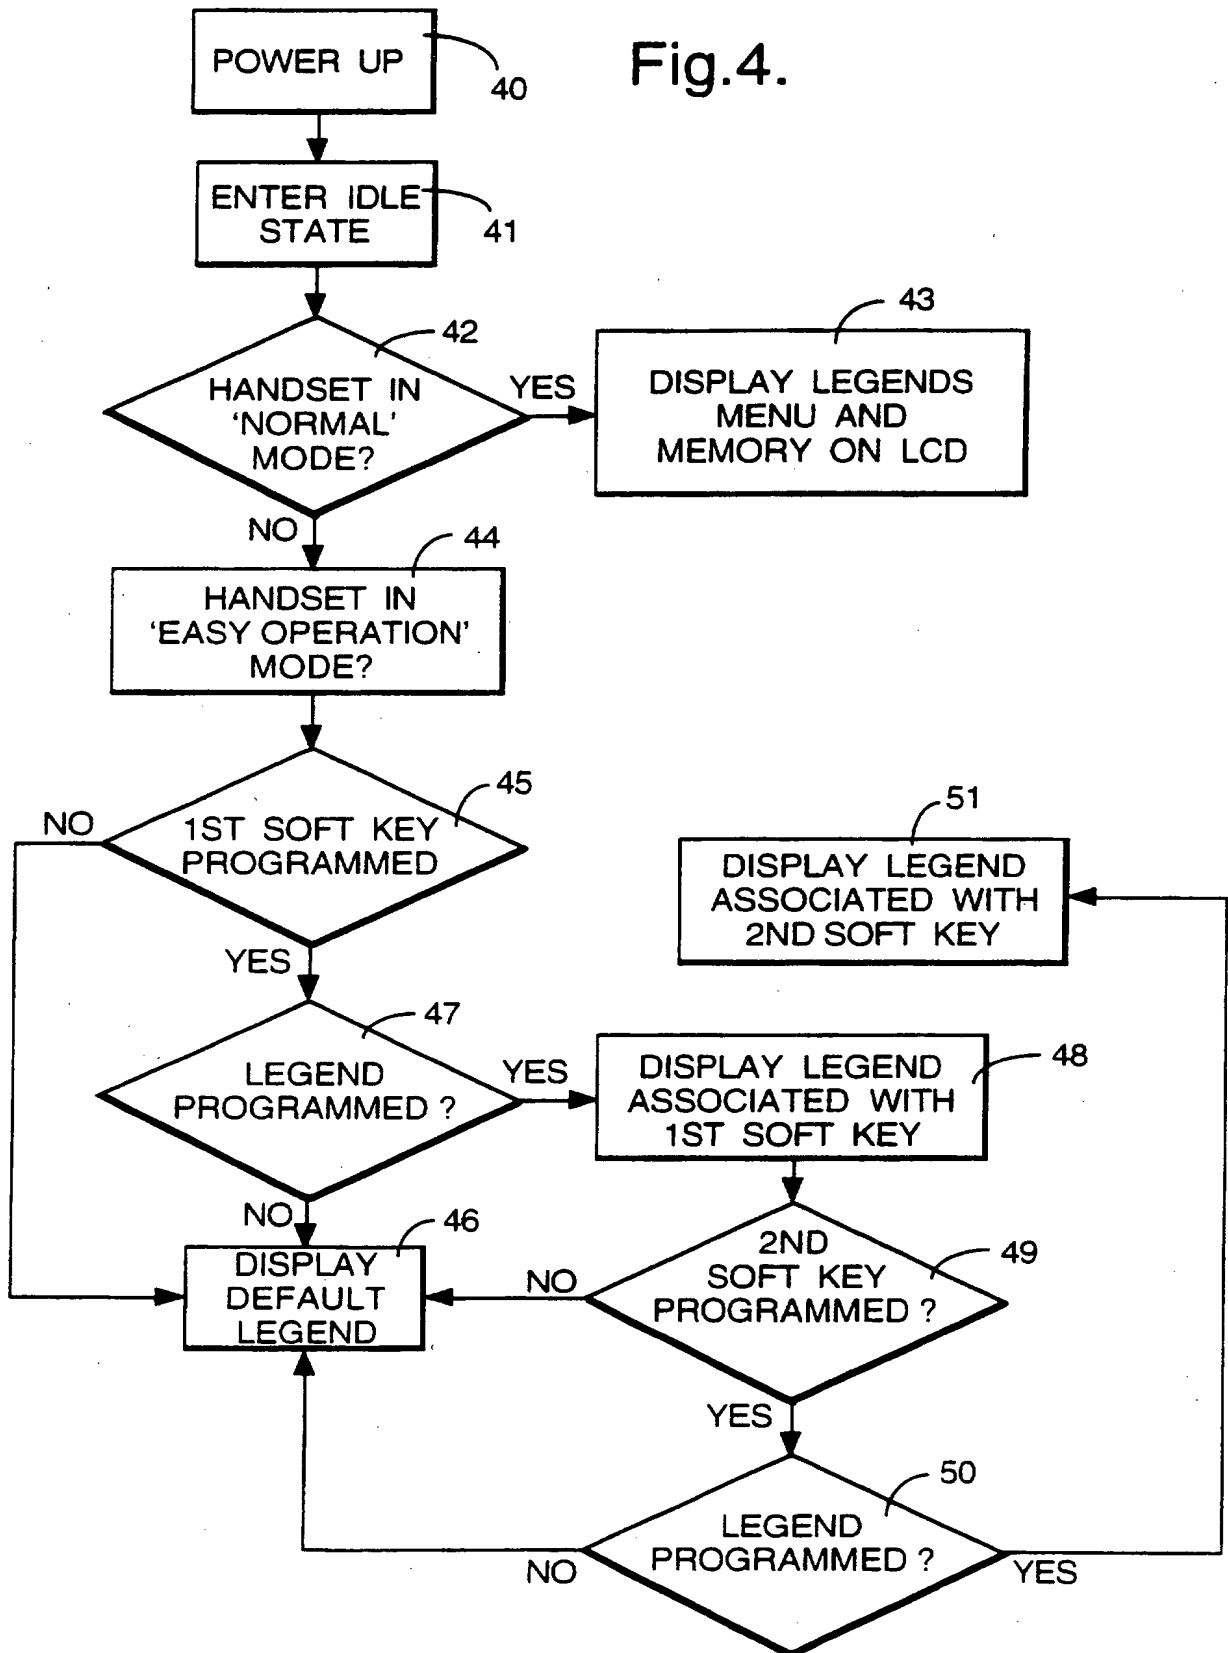 Fig.4.
POWER UP
40
ENTER IDLE
STATE
41
42
HANDSET IN
‘NORMAL’
MODE?
YES
43
DISPLAY LEGENDS
MENU AND
MEMORY ON LCD
NO
44
HANDSET IN
‘EASY OPERATION’
MODE?
45
NO
1ST SOFT KEY
PROGRAMMED
51
DISPLAY LEGEND
ASSOCIATED WITH
2ND SOFT KEY
YES
47
LEGEND
PROGRAMMED ?
YES
48
DISPLAY LEGEND
ASSOCIATED WITH
1ST SOFT KEY
NO
46
DISPLAY
DEFAULT
LEGEND
NO
2ND
SOFT KEY
PROGRAMMED ?
49
YES
50
LEGEND
PROGRAMMED ?
NO
YES